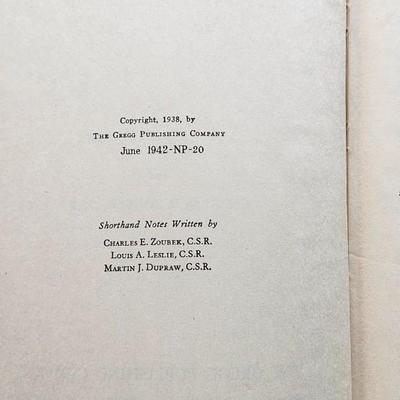 Copyright, 1938, by
The Gregg Publishing Company
June 1942-NP-20
Shorthand Notes Written by
Charles E. Zoubek, C.S.R.
Louis A. Leslie, C.S.R.
Martin J. Dupraw, C.S.R.